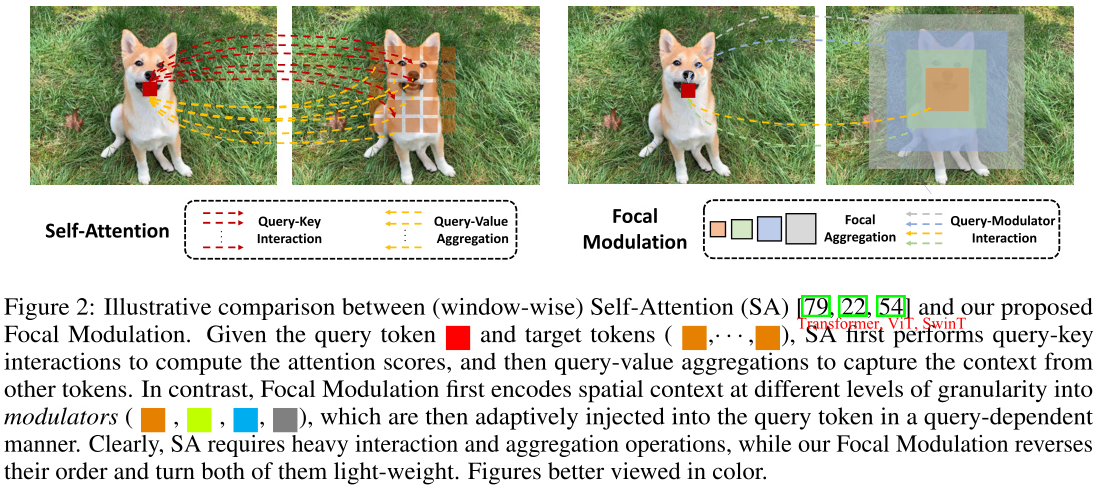 Self-Attention
Query-Key
Interaction
Query-Value
Aggregation
Focal
Modulation
Focal
Aggregation
Query-Modulator
Interaction
Figure 2: Illustrative comparison between (window-wise) Self-Attention (SA) [79, 22, 54] and our proposed
Transformer, ViT, SwinT
Focal Modulation. Given the query token and target tokens ( ,··· , ), SA first performs query-key
interactions to compute the attention scores, and then query-value aggregations to capture the context from
other tokens. In contrast, Focal Modulation first encodes spatial context at different levels of granularity into
modulators ( , , , ), which are then adaptively injected into the query token in a query-dependent
manner. Clearly, SA requires heavy interaction and aggregation operations, while our Focal Modulation reverses
their order and turn both of them light-weight. Figures better viewed in color.